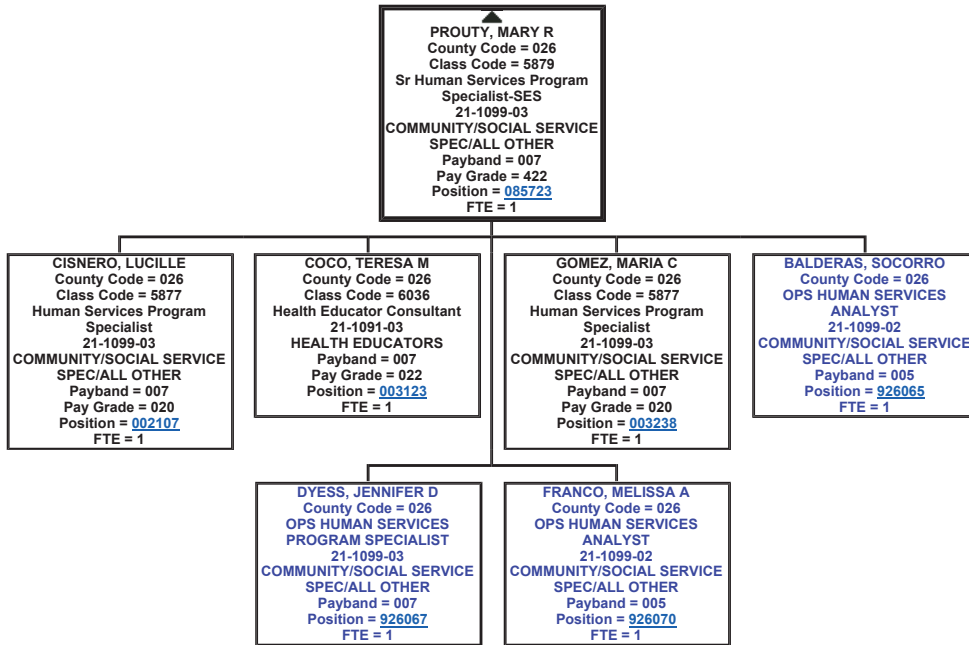 PROUTY, MARY R
County Code = 026
Class Code = 5879
Sr Human Services Program
Specialist-SES
21-1099-03
COMMUNITY/SOCIAL SERVICE
SPEC/ALL OTHER
Payband = 007
Pay Grade = 422
Position = 085723
FTE = 1
CISNERO, LUCILLE
County Code = 026
Class Code = 5877
Human Services Program
Specialist
21-1099-03
COMMUNITY/SOCIAL SERVICE
SPEC/ALL OTHER
Payband = 007
Pay Grade = 020
Position = 002107
FTE = 1
COCO, TERESA M
County Code = 026
Class Code = 6036
Health Educator Consultant
21-1091-03
HEALTH EDUCATORS
Payband = 007
Pay Grade = 022
Position = 003123
FTE = 1
GOMEZ, MARIA C
County Code = 026
Class Code = 5877
Human Services Program
Specialist
21-1099-03
COMMUNITY/SOCIAL SERVICE
SPEC/ALL OTHER
Payband = 007
Pay Grade = 020
Position = 003238
FTE = 1
BALDERAS, SOCORRO
County Code = 026
OPS HUMAN SERVICES
ANALYST
21-1099-02
COMMUNITY/SOCIAL SERVICE
SPEC/ALL OTHER
Payband = 005
Position = 926065
FTE = 1
DYESS, JENNIFER D
County Code = 026
OPS HUMAN SERVICES
PROGRAM SPECIALIST
21-1099-03
COMMUNITY/SOCIAL SERVICE
SPEC/ALL OTHER
Payband = 007
Position = 926067
FTE = 1
FRANCO, MELISSA A
County Code = 026
OPS HUMAN SERVICES
ANALYST
21-1099-02
COMMUNITY/SOCIAL SERVICE
SPEC/ALL OTHER
Payband = 005
Position = 926070
FTE = 1